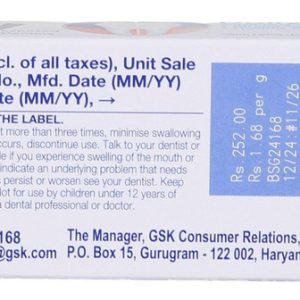 cl. of all taxes), Unit Sale
lo., Mfd. Date (MM/YY)
te (MM/YY), →
THE LABEL.
t more than three times, minimise swallowing
occurs, discontinue use. Talk to your dentist or
de if you experience swelling of the mouth or
indicate an underlying problem that needs
s persist or worsen see your dentist. Keep
Not for use by children under 12 years of
a dental professional or doctor.
Rs 252.00
Rs 1.68 per g
BSG24168
12/24 #11/26
168
@gsk.com
The Manager, GSK Consumer Relations,
P.O. Box 15, Gurugram - 122 002, Haryan